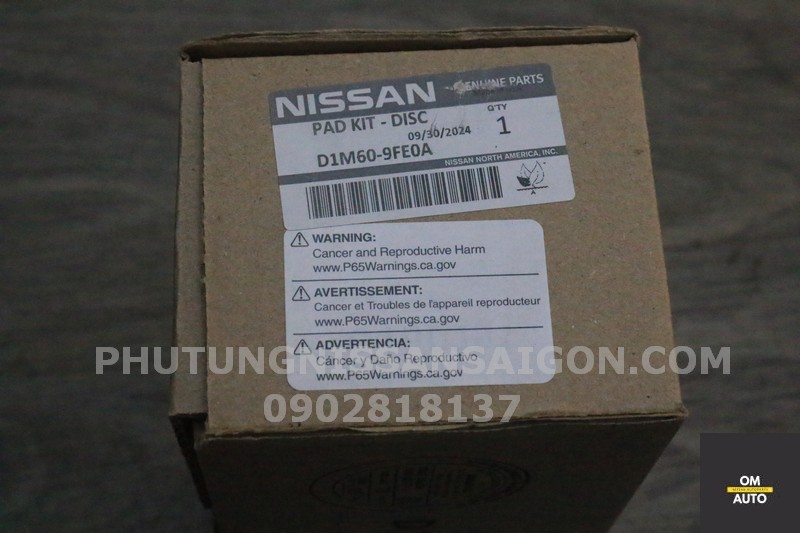 NISSAN
GENUINE PARTS
PAD KIT - DISC
09/30/2024
Q'TY
1
D1M60-9FE0A
NISSAN NORTH AMERICA, INC.
WARNING:
Cancer and Reproductive Harm
www.P65Warnings.ca.gov
AVERTISSEMENT:
Cancer et Troubles de l'appareil reproducteur
www.P65Warnings.ca.gov
ADVERTENCIA:
Cáncer y Daño Reproductivo
www.P65Warnings.ca.gov
PHUTUNGNISSANSAIGON.COM
0902818137
OM
AUTO